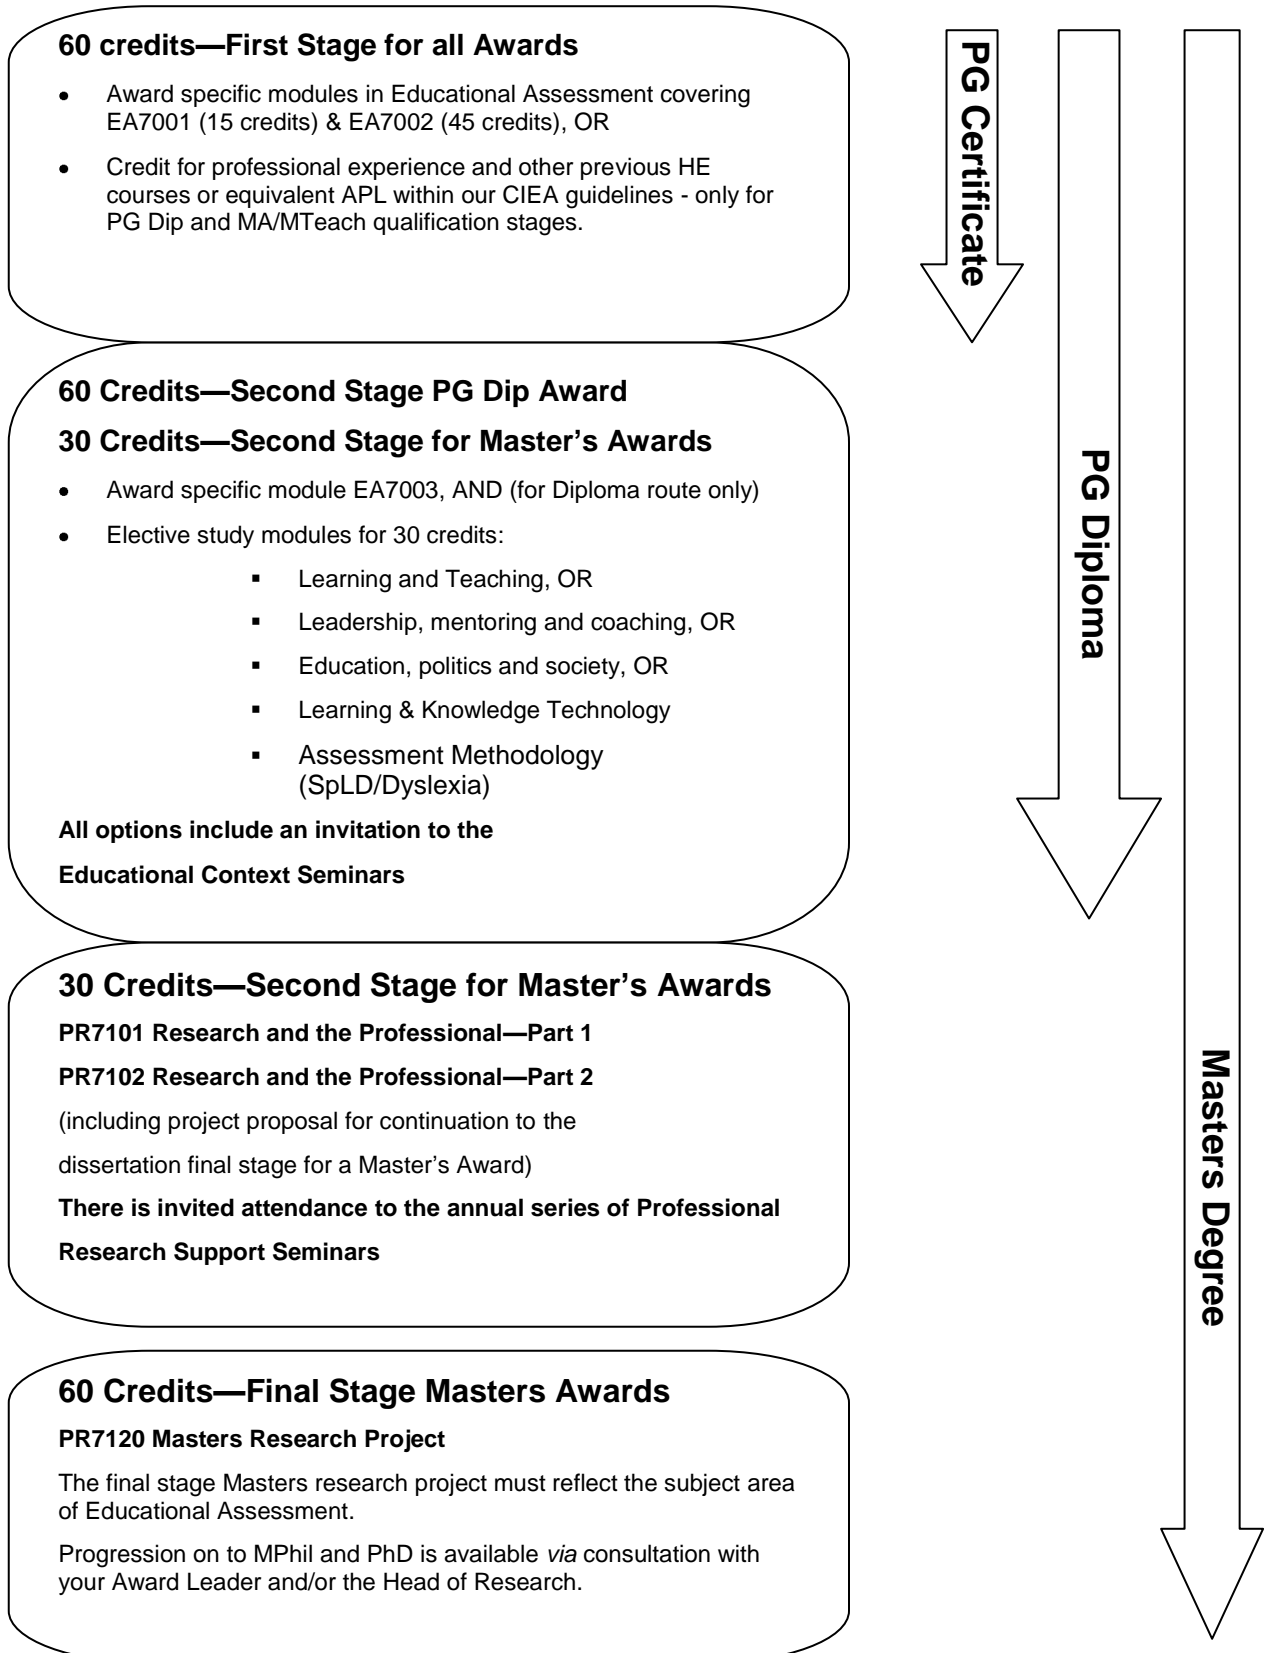 60 credits—First Stage for all Awards
• Award specific modules in Educational Assessment covering
EA7001 (15 credits) & EA7002 (45 credits), OR
• Credit for professional experience and other previous HE
courses or equivalent APL within our CIEA guidelines - only for
PG Dip and MA/MTeach qualification stages.
60 Credits—Second Stage PG Dip Award
30 Credits—Second Stage for Master’s Awards
• Award specific module EA7003, AND (for Diploma route only)
• Elective study modules for 30 credits:
▪ Learning and Teaching, OR
▪ Leadership, mentoring and coaching, OR
▪ Education, politics and society, OR
▪ Learning & Knowledge Technology
▪ Assessment Methodology
(SpLD/Dyslexia)
All options include an invitation to the
Educational Context Seminars
30 Credits—Second Stage for Master’s Awards
PR7101 Research and the Professional—Part 1
PR7102 Research and the Professional—Part 2
(including project proposal for continuation to the
dissertation final stage for a Master’s Award)
There is invited attendance to the annual series of Professional
Research Support Seminars
60 Credits—Final Stage Masters Awards
PR7120 Masters Research Project
The final stage Masters research project must reflect the subject area
of Educational Assessment.
Progression on to MPhil and PhD is available via consultation with
your Award Leader and/or the Head of Research.
PG Certificate
PG Diploma
Masters Degree